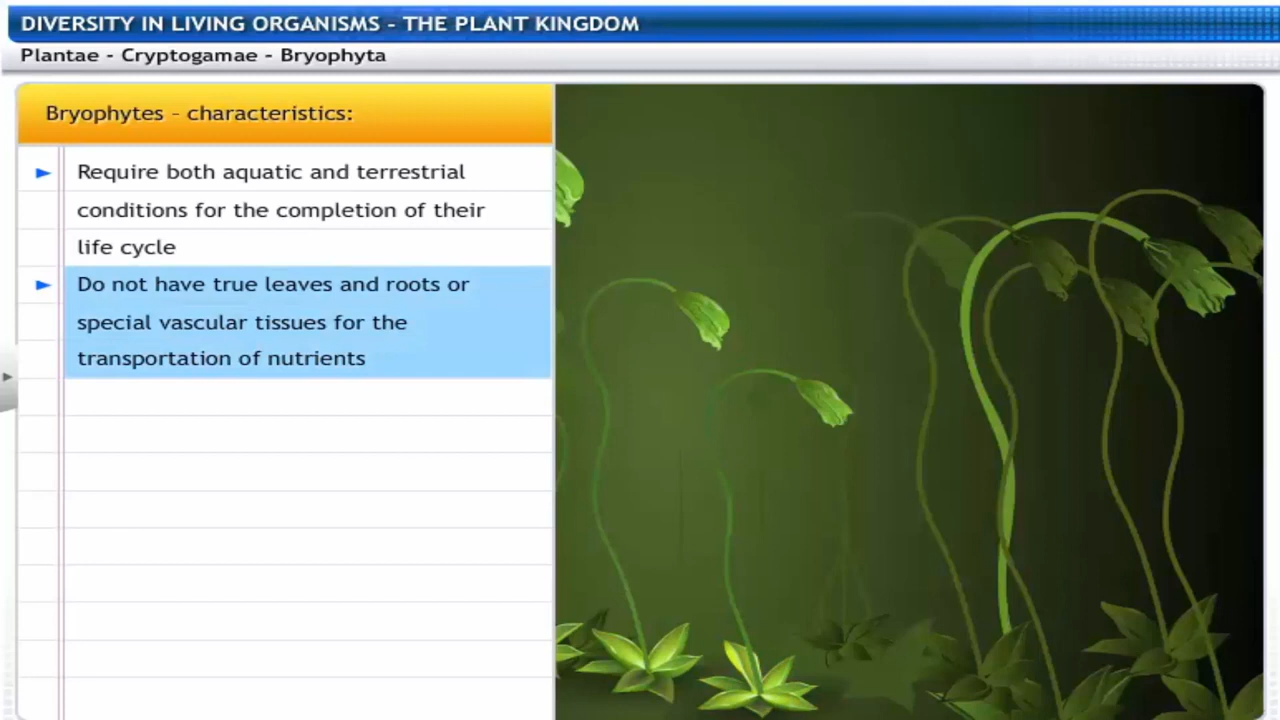 DIVERSITY IN LIVING ORGANISMS - THE PLANT KINGDOM
Plantae - Cryptogamae - Bryophyta
Bryophytes - characteristics:
► Require both aquatic and terrestrial
conditions for the completion of their
life cycle
► Do not have true leaves and roots or
special vascular tissues for the
transportation of nutrients